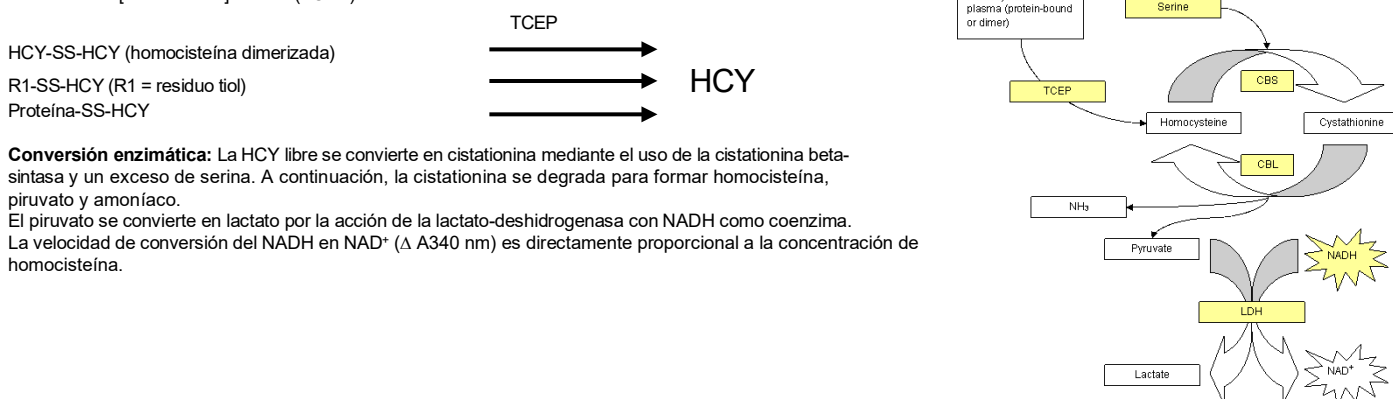 TCEP
HCY-SS-HCY (homocisteína dimerizada)
R1-SS-HCY (R1 = residuo tiol)
Proteína-SS-HCY
HCY
Conversión enzimática: La HCY libre se convierte en cistationina mediante el uso de la cistationina beta-
sintasa y un exceso de serina. A continuación, la cistationina se degrada para formar homocisteína,
piruvato y amoníaco.
El piruvato se convierte en lactato por la acción de la lactato-deshidrogenasa con NADH como coenzima.
La velocidad de conversión del NADH en NAD⁺ (Δ A340 nm) es directamente proporcional a la concentración de
homocisteína.
plasma (protein-bound
or dimer)
Serine
TCEP
CBS
Homocysteine
Cystathionine
CBL
NH₃
Pyruvate
NADH
LDH
Lactate
NAD⁺